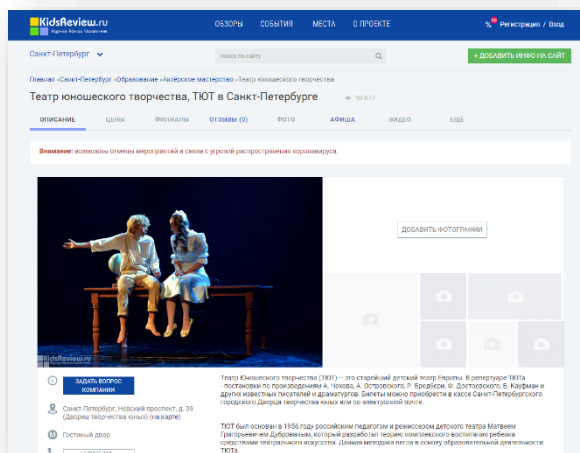 KidsReview.ru
ОБЗОРЫ СОБЫТИЯ МЕСТА О ПРОЕКТЕ
% Регистрация / Вход
Санкт-Петербург
поиск по сайту
+ ДОБАВИТЬ ИНФО НА САЙТ
Главная »Санкт-Петербург »Образование »Актёрское мастерство »Театр юношеского творчества
Театр юношеского творчества, ТЮТ в Санкт-Петербурге
10 677
ОПИСАНИЕ ЦЕНЫ ФИЛИАЛЫ ОТЗЫВЫ (0) ФОТО АФИША ВИДЕО ЕЩЁ
Внимание: возможны отмены мероприятий в связи с угрозой распространения коронавируса.
ДОБАВИТЬ ФОТОГРАФИИ
KidsReview.ru
ЗАДАТЬ ВОПРОС
КОМПАНИИ
Санкт-Петербург, Невский проспект, д. 39
(Дворец творчества юных) (на карте)
Гостиный двор
Театр Юношеского творчества (ТЮТ) – это старейший детский театр Европы. В репертуаре ТЮТа
- постановки по произведениям А. Чехова, А. Островского, Р. Брэдбери, Ф. Достоевского, Б. Кауфман и
других известных писателей и драматургов. Билеты можно приобрести в кассе Санкт-Петербургского
городского Дворца творчества юных или по электронной почте.
ТЮТ был основан в 1956 году российским педагогом и режиссером детского театра Матвеем
Григорьевичем Дубровиным, который разработал теорию комплексного воспитания ребенка
средствами театрального искусства. Данная методика легла в основу образовательной деятельности
ТЮТа.